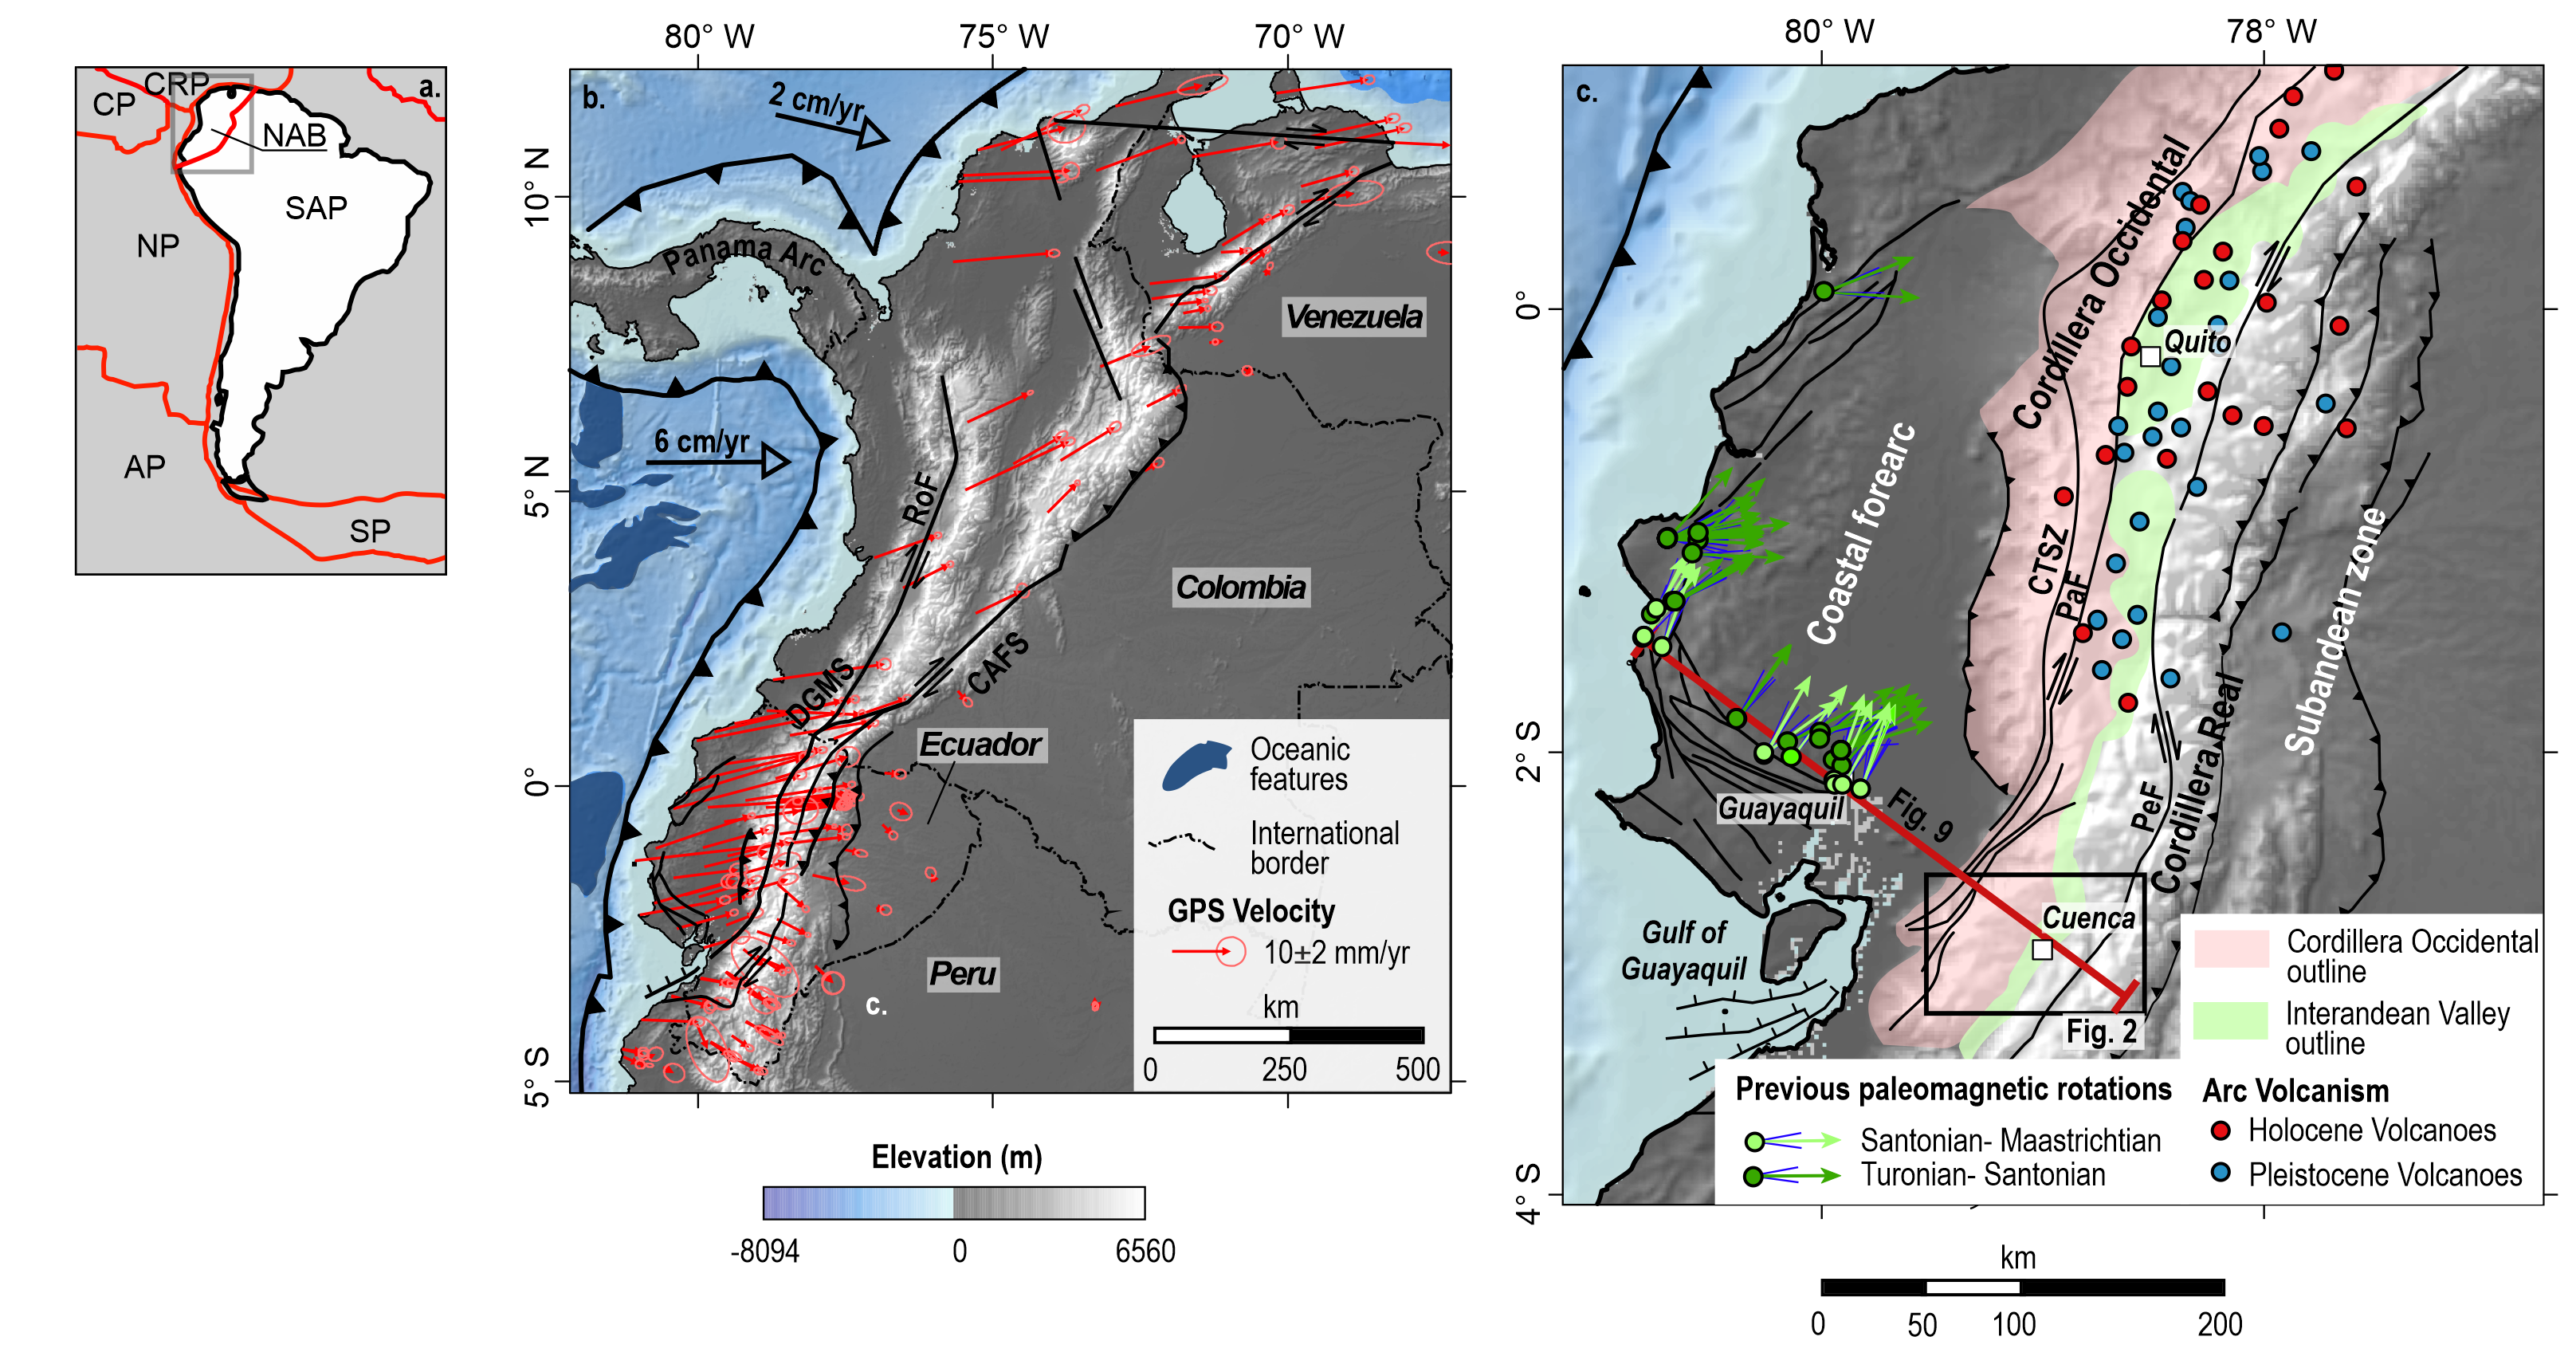 a.
CRP
CP
NAB
SAP
NP
AP
SP
80° W
75° W
70° W
b.
2 cm/yr
10° N
Panama Arc
Venezuela
6 cm/yr
5° N
RoF
Colombia
DGMS
CAFS
Ecuador
0°
Peru
c.
5° S
Oceanic
features
International
border
GPS Velocity
10±2 mm/yr
km
0
250
500
Elevation (m)
-8094
0
6560
80° W
78° W
c.
Cordillera Occidental
0°
Quito
Coastal forearc
CTSZ
PaF
Subandean zone
2° S
Guayaquil
Fig. 9
PeF
Cordillera Real
Gulf of
Guayaquil
Cuenca
Fig. 2
Cordillera Occidental
outline
Interandean Valley
outline
Previous paleomagnetic rotations
Santonian- Maastrichtian
Turonian- Santonian
Arc Volcanism
Holocene Volcanoes
Pleistocene Volcanoes
4° S
km
0
50
100
200